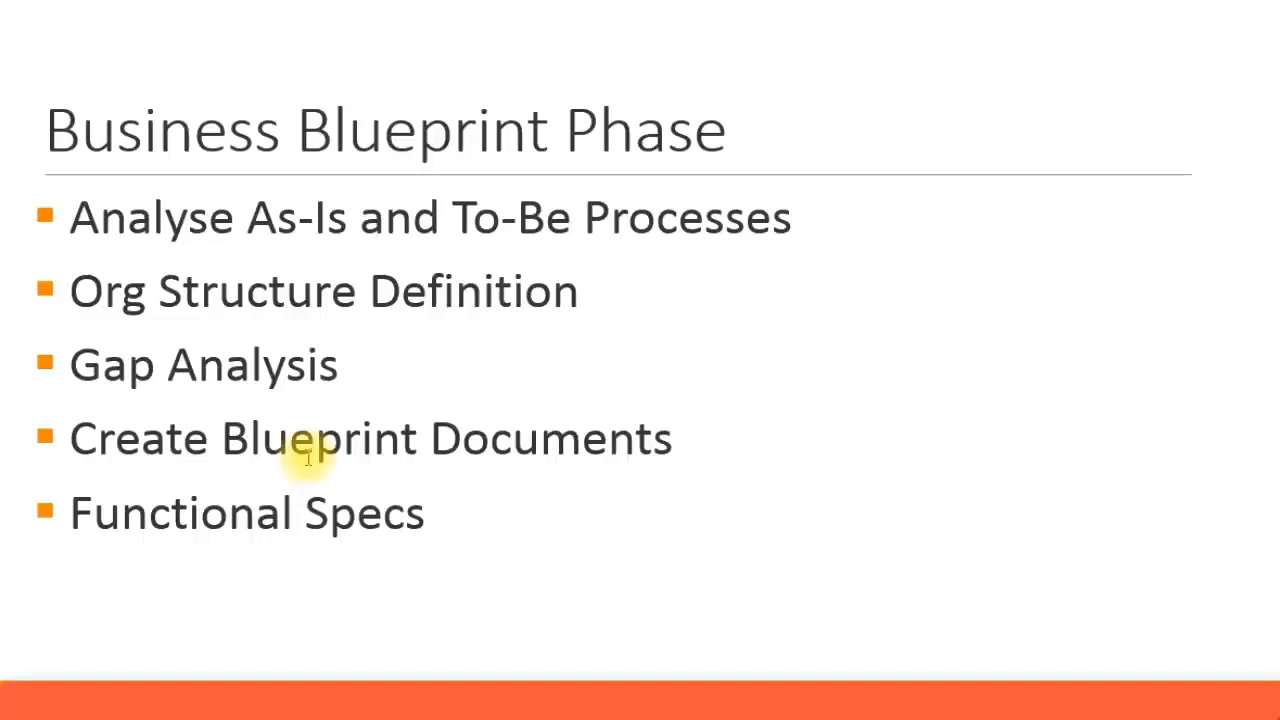 Business Blueprint Phase
Analyse As-Is and To-Be Processes
Org Structure Definition
Gap Analysis
Create Blueprint Documents
Functional Specs